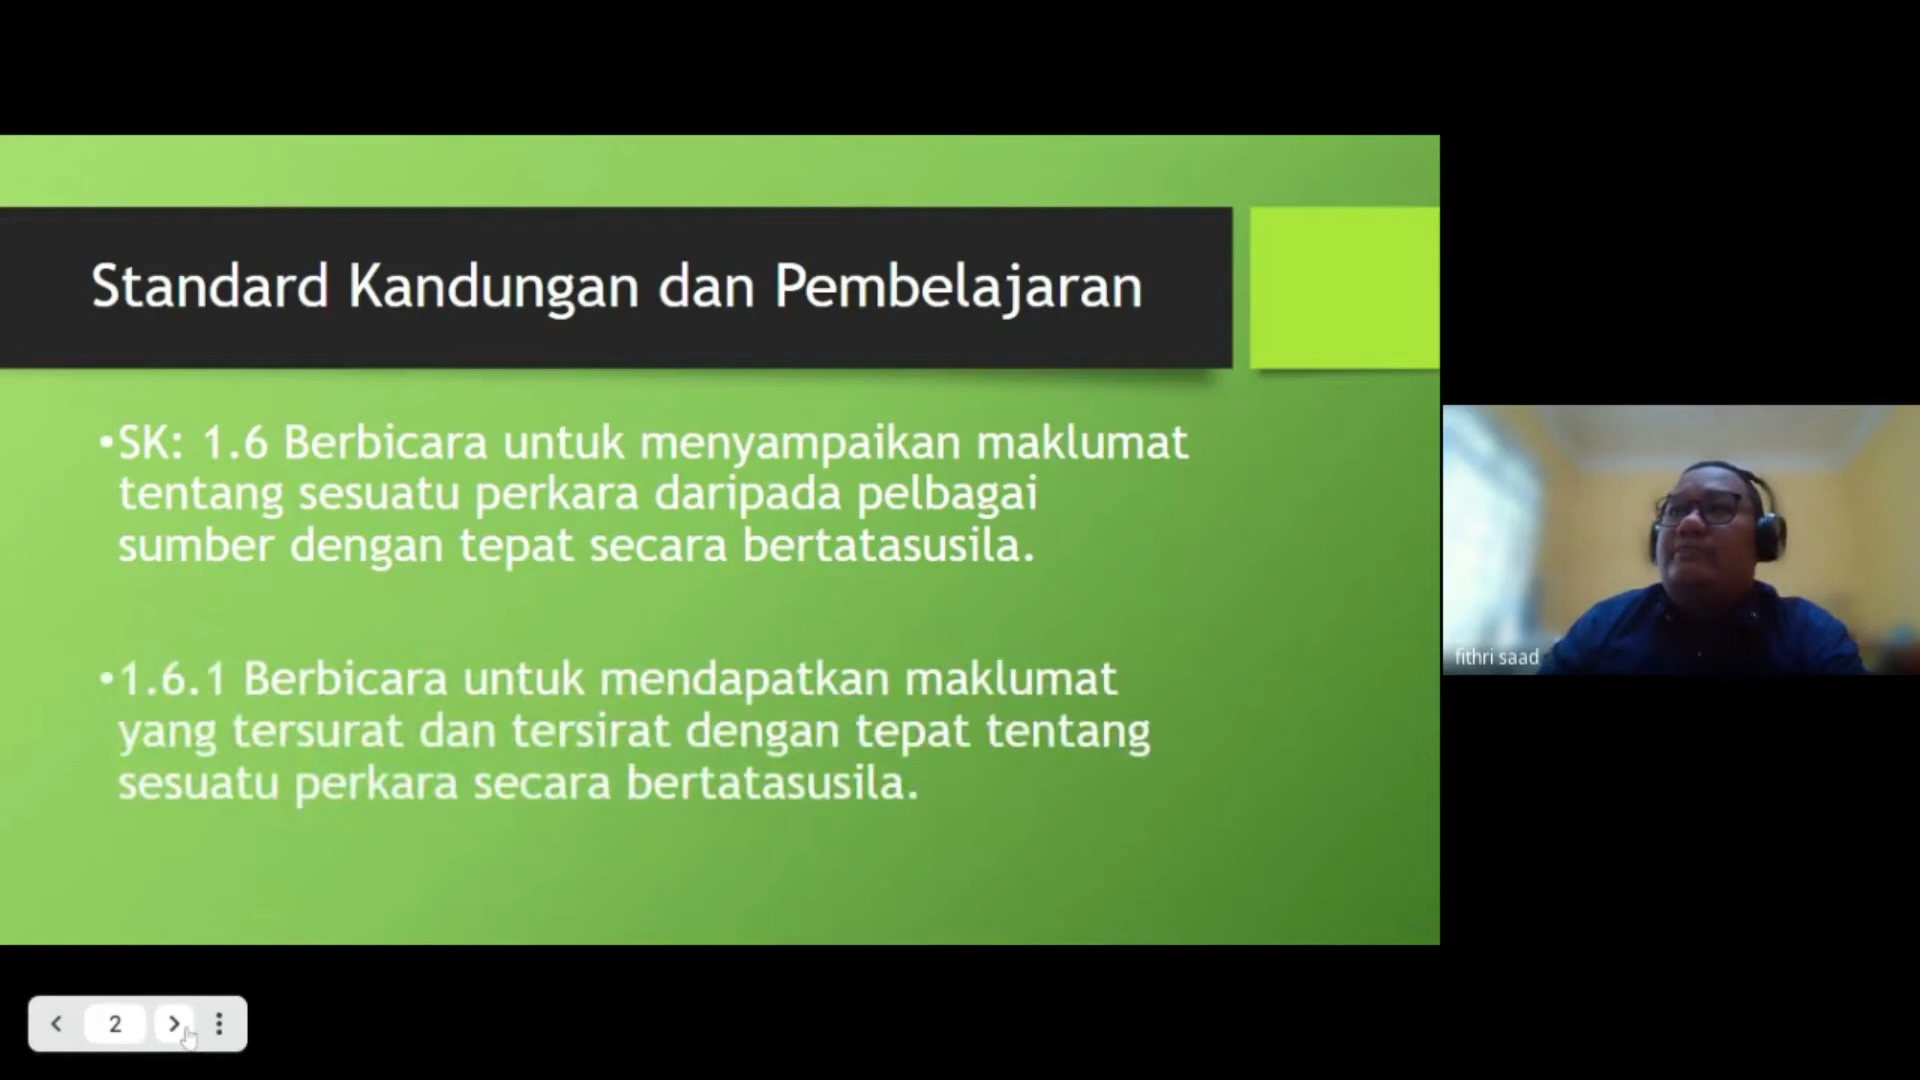 Standard Kandungan dan Pembelajaran
•SK: 1.6 Berbicara untuk menyampaikan maklumat
tentang sesuatu perkara daripada pelbagai
sumber dengan tepat secara bertatasusila.
•1.6.1 Berbicara untuk mendapatkan maklumat
yang tersurat dan tersirat dengan tepat tentang
sesuatu perkara secara bertatasusila.
fithri saad
2